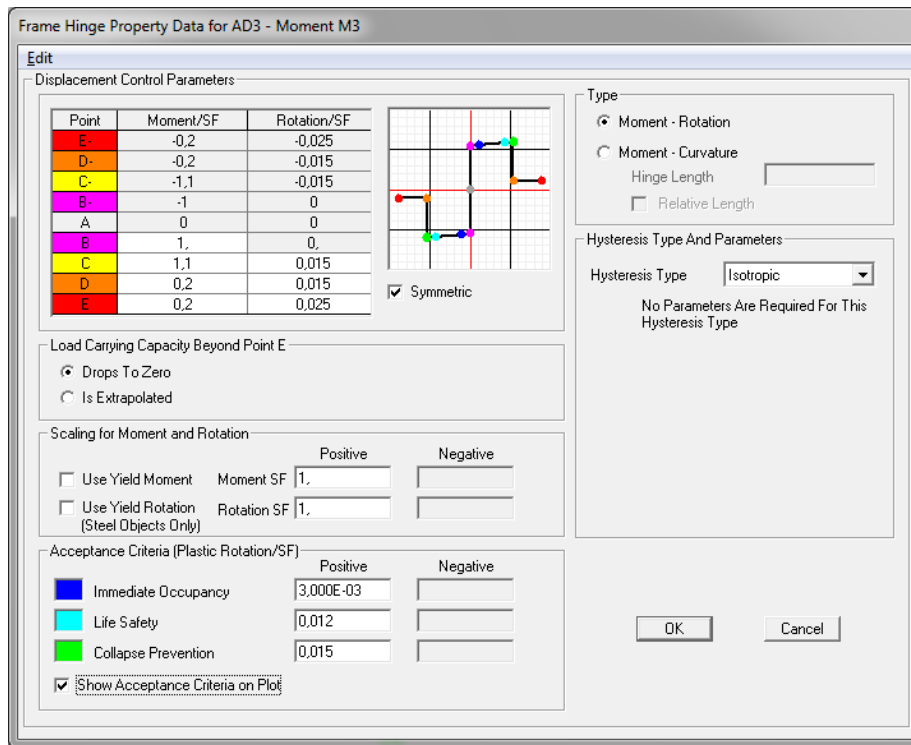 Frame Hinge Property Data for AD3 - Moment M3
Edit
Displacement Control Parameters
Point Moment/SF Rotation/SF
E- -0,2 -0,025
D- -0,2 -0,015
C- -1,1 -0,015
B- -1 0
A 0 0
B 1, 0,
C 1,1 0,015
D 0,2 0,015
E 0,2 0,025
Symmetric
Load Carrying Capacity Beyond Point E
Drops To Zero
Is Extrapolated
Scaling for Moment and Rotation
Positive Negative
Use Yield Moment Moment SF 1,
Use Yield Rotation Rotation SF 1,
(Steel Objects Only)
Acceptance Criteria (Plastic Rotation/SF)
Positive Negative
Immediate Occupancy 3,000E-03
Life Safety 0,012
Collapse Prevention 0,015
Show Acceptance Criteria on Plot
Type
Moment - Rotation
Moment - Curvature
Hinge Length
Relative Length
Hysteresis Type And Parameters
Hysteresis Type Isotropic
No Parameters Are Required For This
Hysteresis Type
OK Cancel